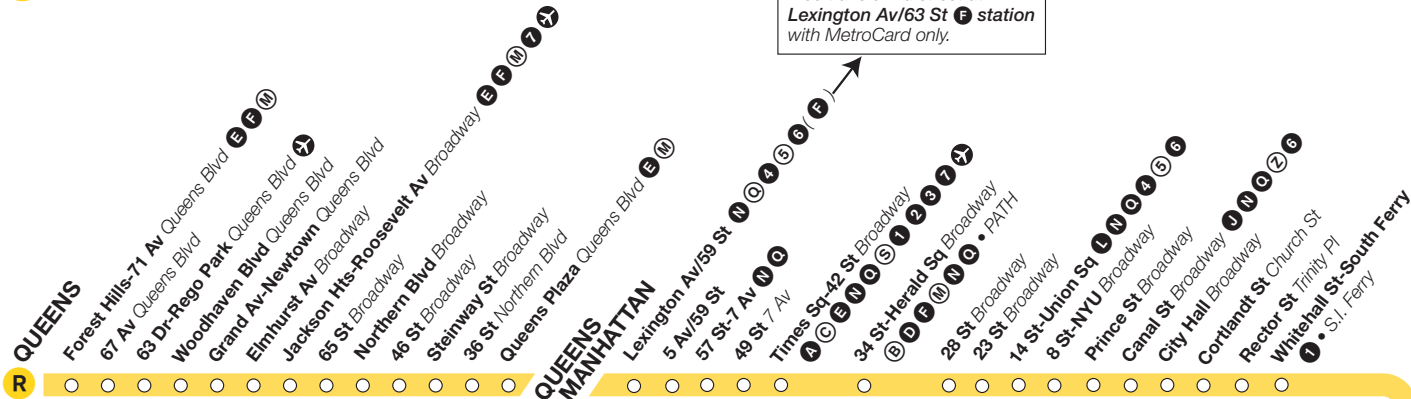 Lexington Av/63 St F station
with MetroCard only.
QUEENS
Forest Hills-71 Av Queens Blvd E F M
67 Av Queens Blvd
63 Dr-Rego Park Queens Blvd
Woodhaven Blvd Queens Blvd
Grand Av-Newtown Queens Blvd
Elmhurst Av Broadway
Jackson Hts-Roosevelt Av Broadway E F M 7
65 St Broadway
Northern Blvd Broadway
46 St Broadway
Steinway St Broadway
36 St Northern Blvd
Queens Plaza Queens Blvd E M
QUEENS
MANHATTAN
Lexington Av/59 St N Q 4 5 6 ( F )
5 Av/59 St
57 St-7 Av N Q
49 St 7 Av
Times Sq-42 St Broadway
A C E N Q S 1 2 3 7
34 St-Herald Sq Broadway
B D F M N Q • PATH
28 St Broadway
23 St Broadway
14 St-Union Sq L N Q 4 5 6
8 St-NYU Broadway
Prince St Broadway
Canal St Broadway J N Q Z 6
City Hall Broadway
Cortlandt St Church St
Rector St Trinity Pl
Whitehall St-South Ferry
1 • S.I. Ferry
R